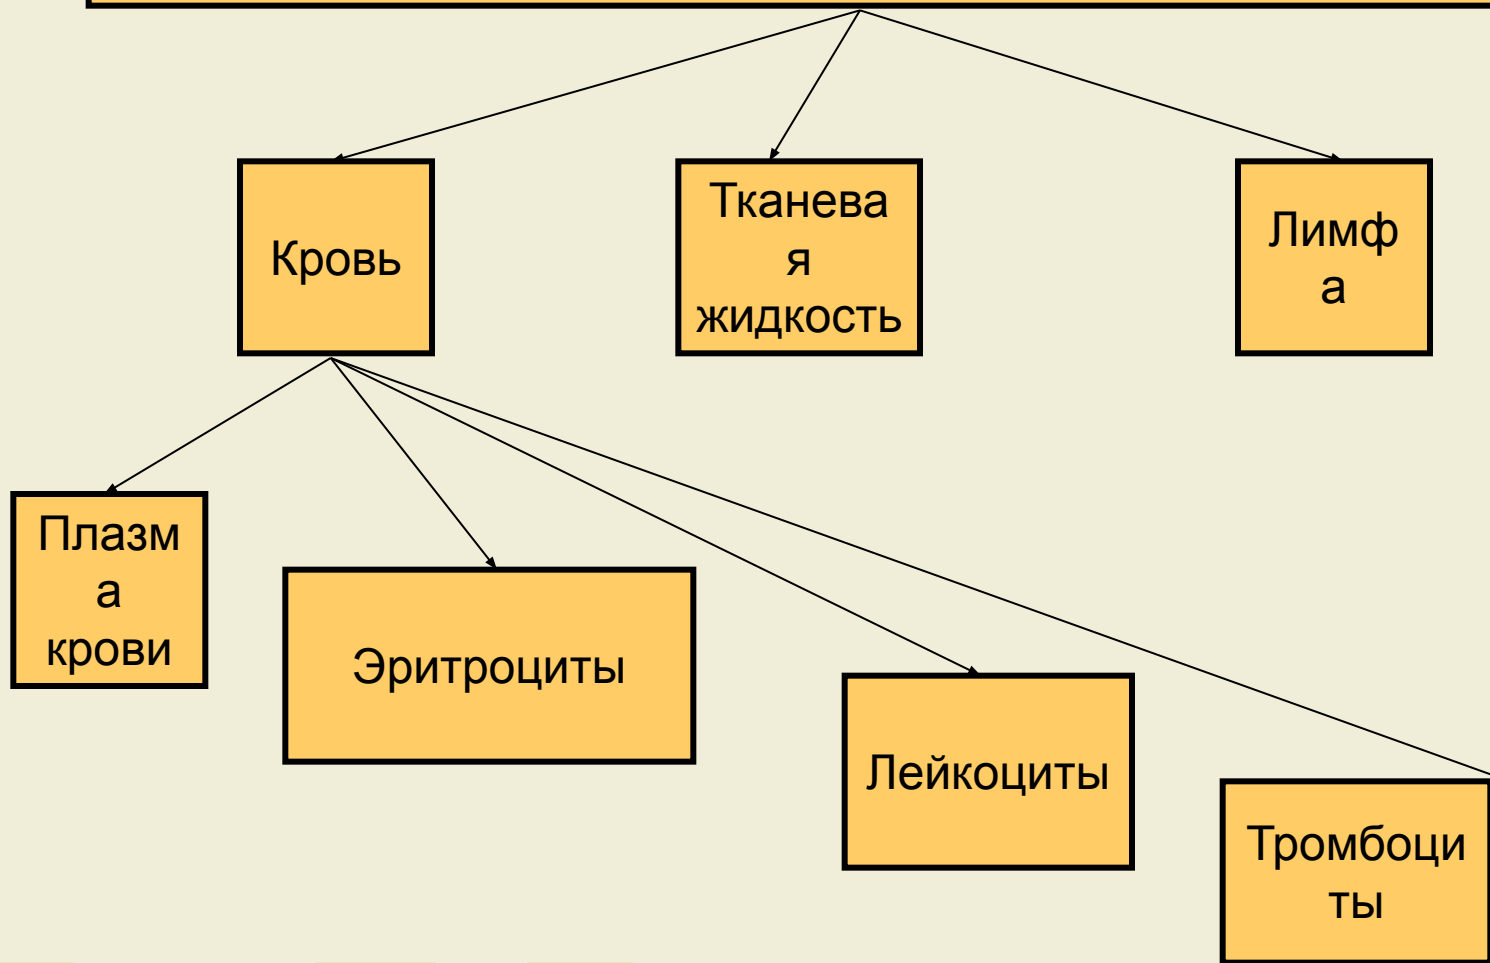 Кровь
Тканева
я
жидкость
Лимф
а
Плазм
а
крови
Эритроциты
Лейкоциты
Тромбоци
ты